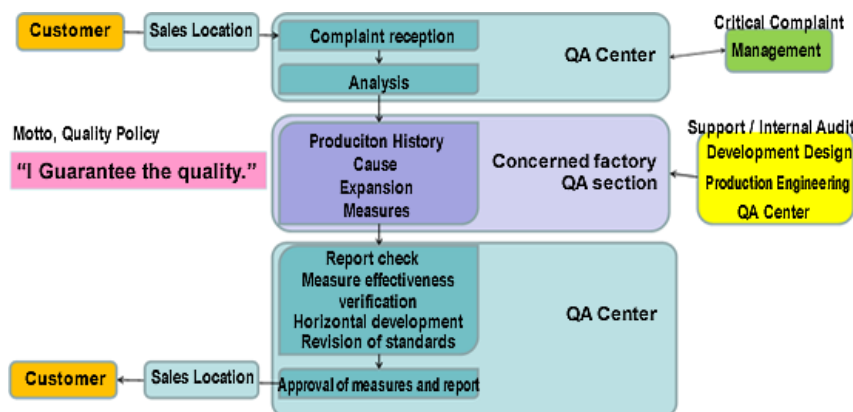 Customer
Sales Location
Complaint reception
Analysis
QA Center
Critical Complaint
Management
Motto, Quality Policy
“I Guarantee the quality.”
Produciton History
Cause
Expansion
Measures
Concerned factory
QA section
Support / Internal Audit
Development Design
Production Engineering
QA Center
Report check
Measure effectiveness
verification
Horizontal development
Revision of standards
QA Center
Approval of measures and report
Sales Location
Customer